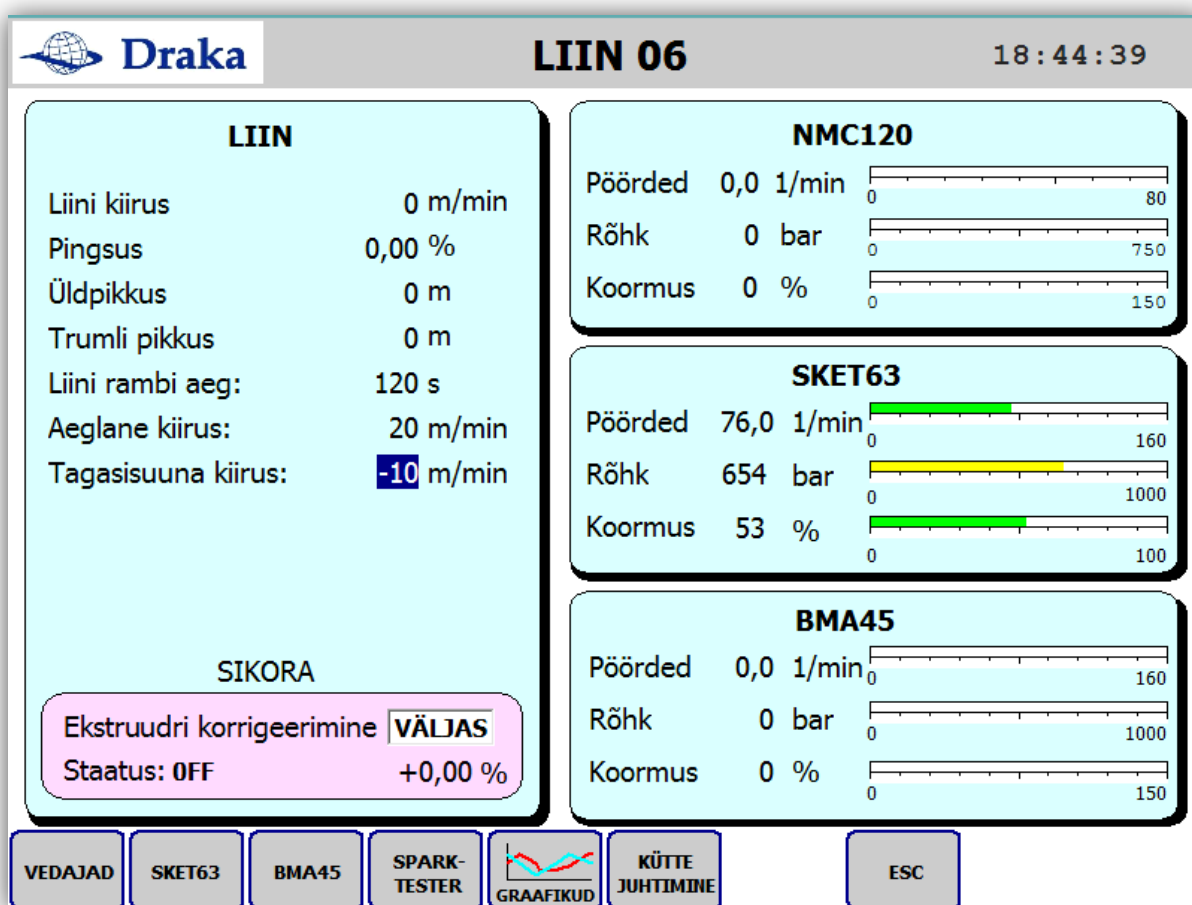 Draka
LIIN 06
18:44:39
LIIN
Liini kiirus 0 m/min
Pingsus 0,00 %
Üldpikkus 0 m
Trumli pikkus 0 m
Liini rambi aeg: 120 s
Aeglane kiirus: 20 m/min
Tagasisuuna kiirus: -10 m/min
SIKORA
Ekstruudri korrigeerimine VÄLJAS
Staatus: OFF +0,00 %
NMC120
Pöörded 0,0 1/min
0 80
Rõhk 0 bar
0 750
Koormus 0 %
0 150
SKET63
Pöörded 76,0 1/min
0 160
Rõhk 654 bar
0 1000
Koormus 53 %
0 100
BMA45
Pöörded 0,0 1/min
0 160
Rõhk 0 bar
0 1000
Koormus 0 %
0 150
VEDAJAD
SKET63
BMA45
SPARK-
TESTER
GRAAFIKUD
KÜTTE
JUHTIMINE
ESC